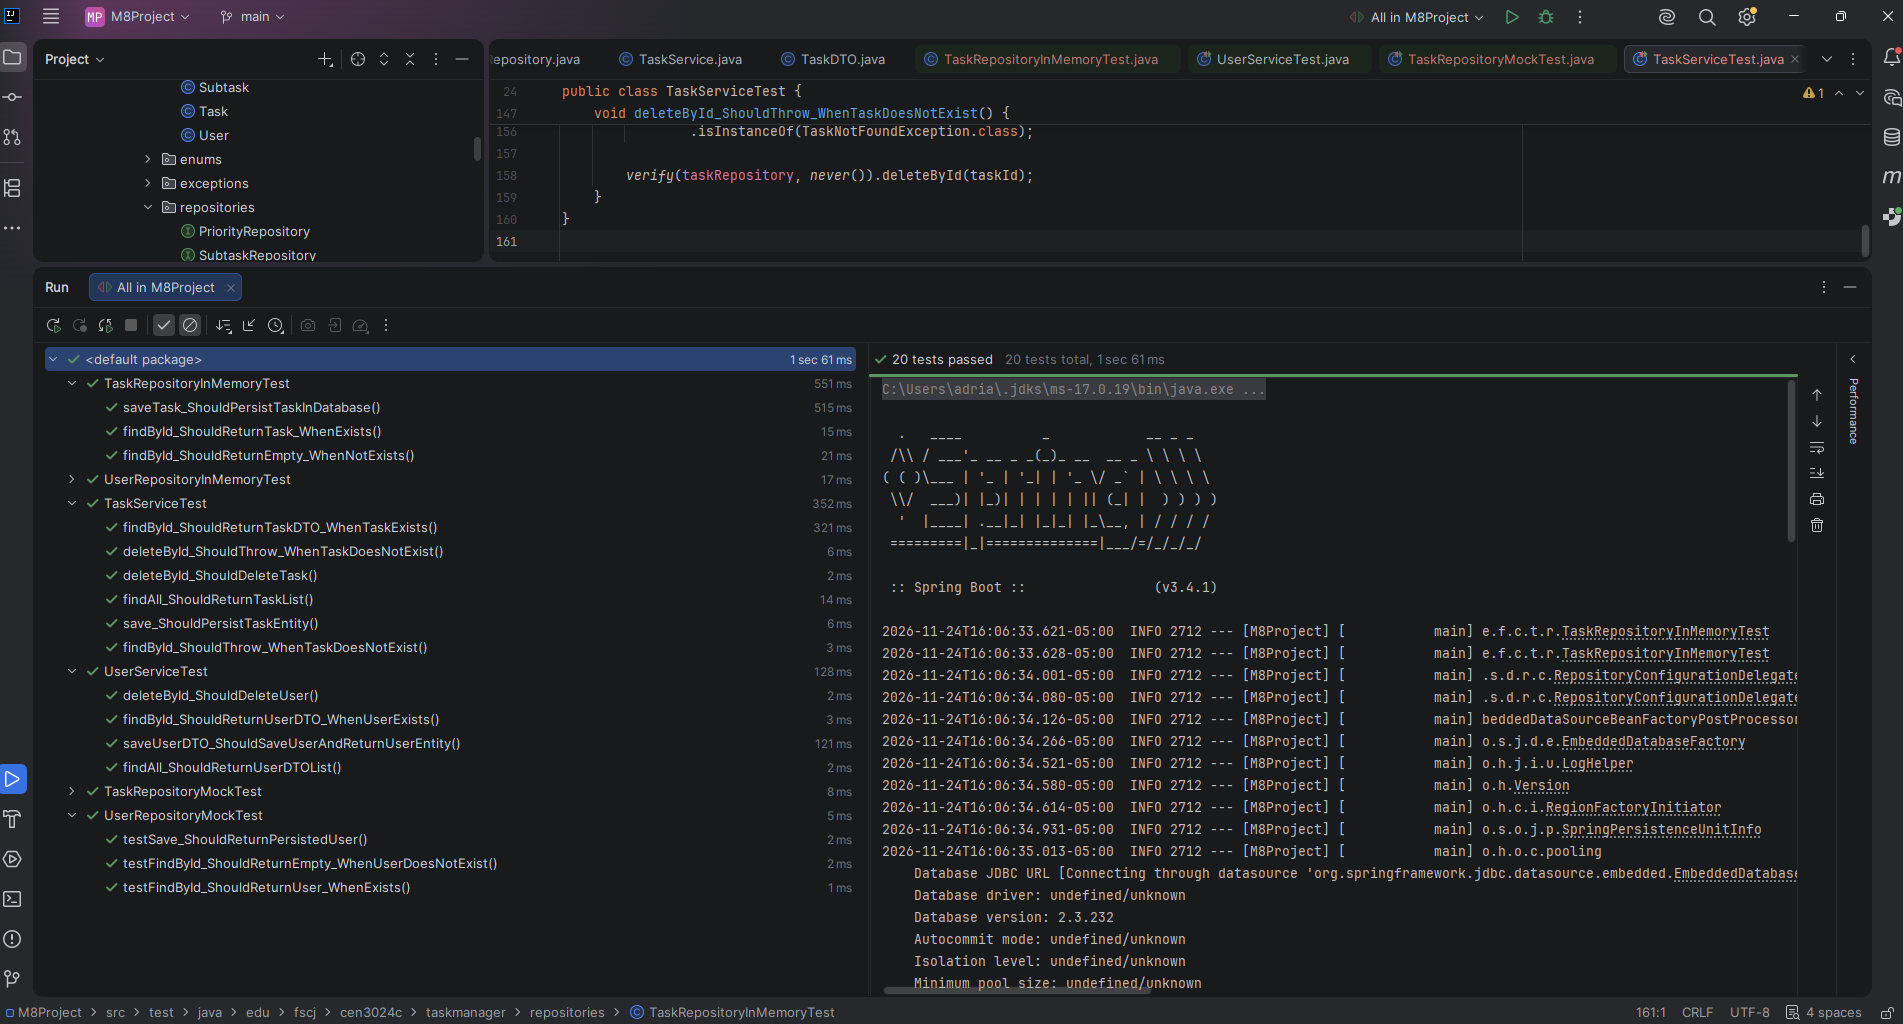 MP M8Project main All in M8Project
Project
Subtask
Task
User
enums
exceptions
repositories
PriorityRepository
SubtaskRepository
epository.java TaskService.java TaskDTO.java TaskRepositoryInMemoryTest.java UserServiceTest.java TaskRepositoryMockTest.java TaskServiceTest.java
24 public class TaskServiceTest {
1
147 void deleteById_ShouldThrow_WhenTaskDoesNotExist() {
156 .isInstanceOf(TaskNotFoundException.class);
157
158 verify(taskRepository, never()).deleteById(taskId);
159 }
160 }
161
Run All in M8Project
<default package> 1 sec 61 ms
TaskRepositoryInMemoryTest 551 ms
saveTask_ShouldPersistTaskInDatabase() 515 ms
findById_ShouldReturnTask_WhenExists() 15 ms
findById_ShouldReturnEmpty_WhenNotExists() 21 ms
UserRepositoryInMemoryTest 17 ms
TaskServiceTest 352 ms
findById_ShouldReturnTaskDTO_WhenTaskExists() 321 ms
deleteById_ShouldThrow_WhenTaskDoesNotExist() 6 ms
deleteById_ShouldDeleteTask() 2 ms
findAll_ShouldReturnTaskList() 14 ms
save_ShouldPersistTaskEntity() 6 ms
findById_ShouldThrow_WhenTaskDoesNotExist() 3 ms
UserServiceTest 128 ms
deleteById_ShouldDeleteUser() 2 ms
findById_ShouldReturnUserDTO_WhenUserExists() 3 ms
saveUserDTO_ShouldSaveUserAndReturnUserEntity() 121 ms
findAll_ShouldReturnUserDTOList() 2 ms
TaskRepositoryMockTest 8 ms
UserRepositoryMockTest 5 ms
testSave_ShouldReturnPersistedUser() 2 ms
testFindById_ShouldReturnEmpty_WhenUserDoesNotExist() 2 ms
testFindById_ShouldReturnUser_WhenExists() 1 ms
20 tests passed 20 tests total, 1 sec 61 ms
C:\Users\adria\.jdks\ms-17.0.19\bin\java.exe ...
  .   ____          _            __ _ _
 /\\ / ___'_ __ _ _(_)_ __  __ _ \ \ \ \
( ( )\___ | '_ | '_| | '_ \/ _` | \ \ \ \
 \\/  ___)| |_)| | | | | || (_| |  ) ) ) )
  '  |____| .__|_| |_|_| |_\__, | / / / /
 =========|_|==============|___/=/_/_/_/
:: Spring Boot :: (v3.4.1)
2026-11-24T16:06:33.621-05:00 INFO 2712 --- [M8Project] [ main] e.f.c.t.r.TaskRepositoryInMemoryTest
2026-11-24T16:06:33.628-05:00 INFO 2712 --- [M8Project] [ main] e.f.c.t.r.TaskRepositoryInMemoryTest
2026-11-24T16:06:34.001-05:00 INFO 2712 --- [M8Project] [ main] .s.d.r.c.RepositoryConfigurationDelegate
2026-11-24T16:06:34.080-05:00 INFO 2712 --- [M8Project] [ main] .s.d.r.c.RepositoryConfigurationDelegate
2026-11-24T16:06:34.126-05:00 INFO 2712 --- [M8Project] [ main] beddedDataSourceBeanFactoryPostProcessor
2026-11-24T16:06:34.266-05:00 INFO 2712 --- [M8Project] [ main] o.s.j.d.e.EmbeddedDatabaseFactory
2026-11-24T16:06:34.521-05:00 INFO 2712 --- [M8Project] [ main] o.h.j.i.u.LogHelper
2026-11-24T16:06:34.580-05:00 INFO 2712 --- [M8Project] [ main] o.h.Version
2026-11-24T16:06:34.614-05:00 INFO 2712 --- [M8Project] [ main] o.h.c.i.RegionFactoryInitiator
2026-11-24T16:06:34.931-05:00 INFO 2712 --- [M8Project] [ main] o.s.o.j.p.SpringPersistenceUnitInfo
2026-11-24T16:06:35.013-05:00 INFO 2712 --- [M8Project] [ main] o.h.o.c.pooling
Database JDBC URL [Connecting through datasource 'org.springframework.jdbc.datasource.embedded.EmbeddedDatabase
Database driver: undefined/unknown
Database version: 2.3.232
Autocommit mode: undefined/unknown
Isolation level: undefined/unknown
Minimum pool size: undefined/unknown
Performance
M8Project > src > test > java > edu > fscj > cen3024c > taskmanager > repositories > TaskRepositoryInMemoryTest
161:1 CRLF UTF-8 4 spaces